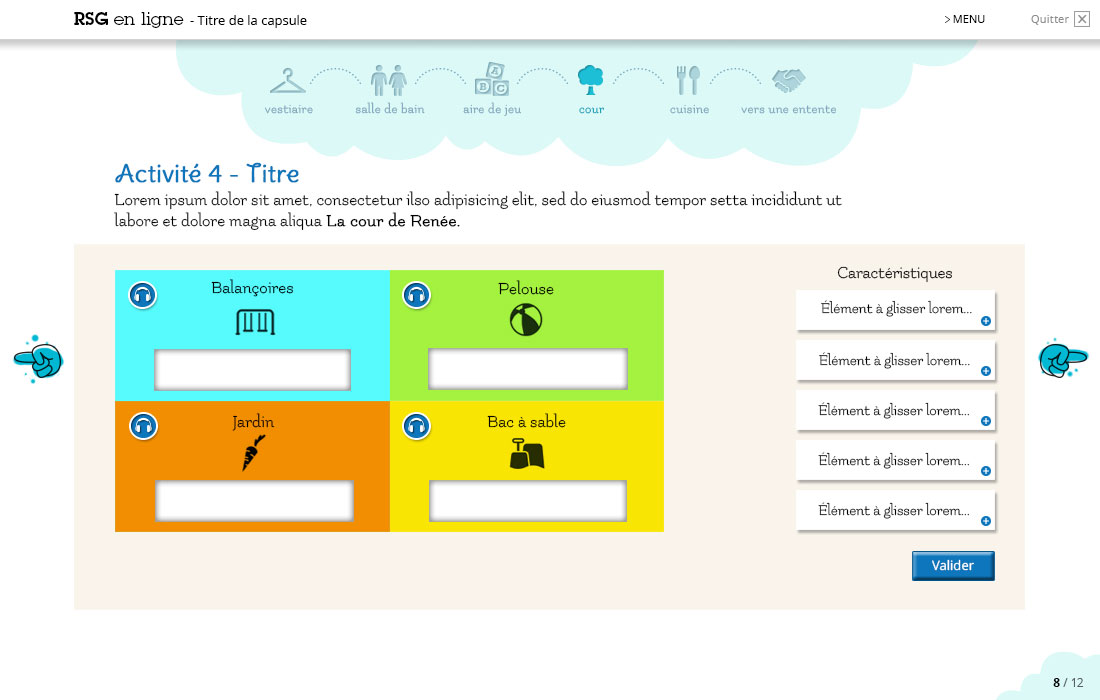 RSG en ligne - Titre de la capsule
> MENU
Quitter
vestiaire
salle de bain
aire de jeu
cour
cuisine
vers une entente
Activité 4 - Titre
Lorem ipsum dolor sit amet, consectetur ilso adipisicing elit, sed do eiusmod tempor setta incididunt ut
labore et dolore magna aliqua La cour de Renée.
Balançoires
Pelouse
Jardin
Bac à sable
Caractéristiques
Élément à glisser lorem...
Élément à glisser lorem...
Élément à glisser lorem...
Élément à glisser lorem...
Élément à glisser lorem...
Valider
8 / 12